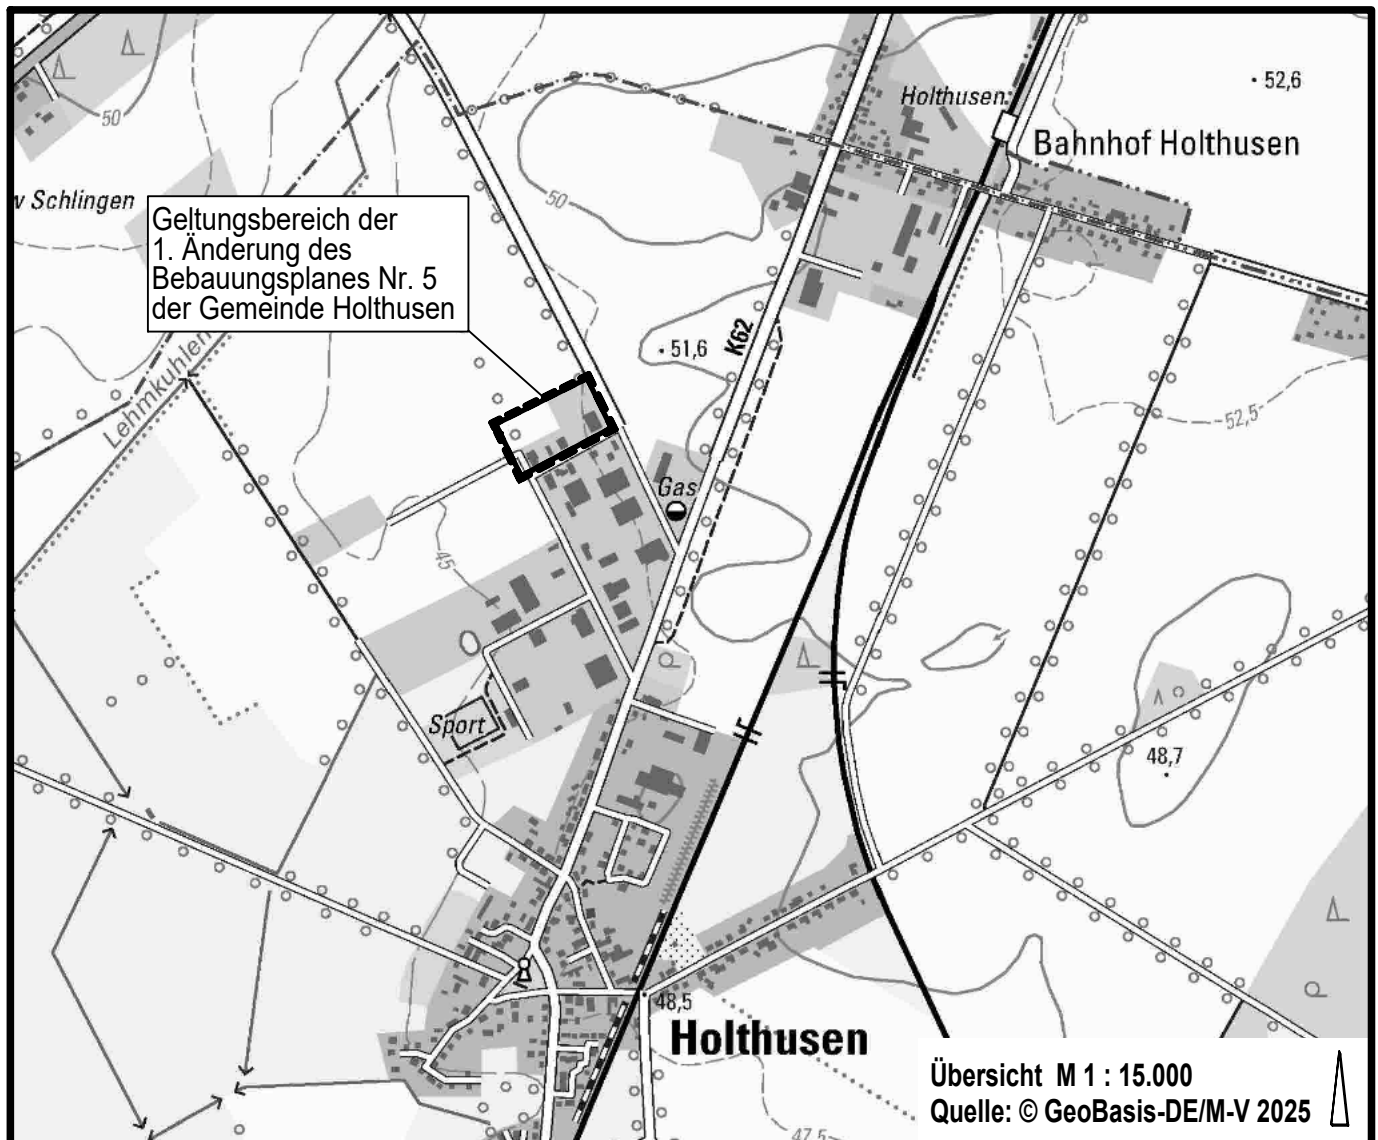 50
Holthusen
52,6
Bahnhof Holthusen
w Schlingen
Geltungsbereich der
1. Änderung des
Bebauungsplanes Nr. 5
der Gemeinde Holthusen
50
51,6
K62
Lehmkuhlen
52,5
Gas
45
Sport
48,7
48,5
Holthusen
Übersicht M 1 : 15.000
Quelle: © GeoBasis-DE/M-V 2025
47,5